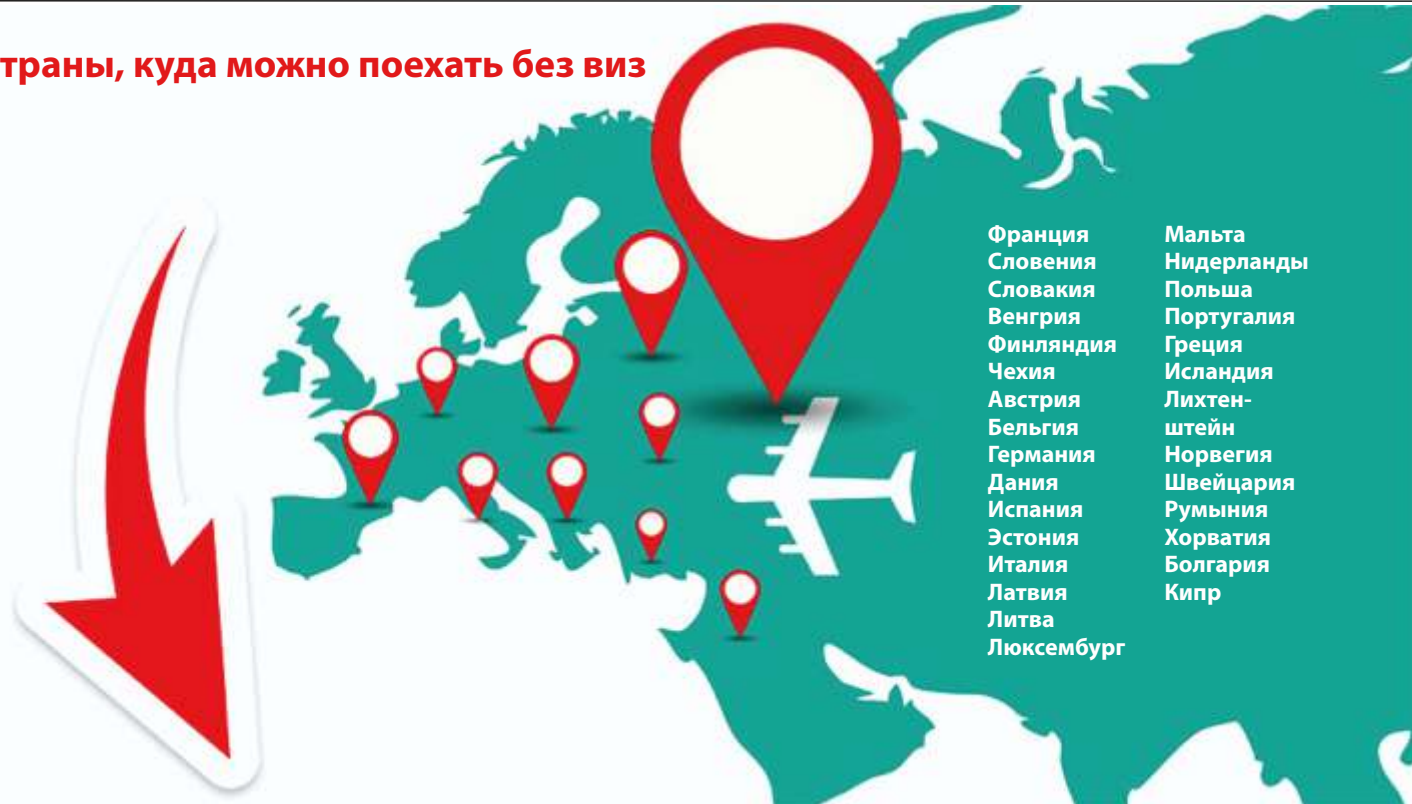 траны, куда можно поехать без виз
Франция
Словения
Словакия
Венгрия
Финляндия
Чехия
Австрия
Бельгия
Германия
Дания
Испания
Эстония
Италия
Латвия
Литва
Люксембург
Мальта
Нидерланды
Польша
Португалия
Греция
Исландия
Лихтен-
штейн
Норвегия
Швейцария
Румыния
Хорватия
Болгария
Кипр